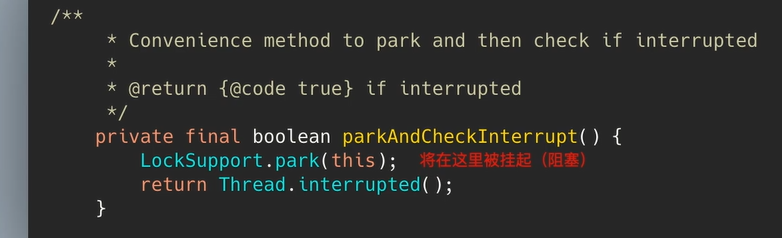 /**
* Convenience method to park and then check if interrupted
*
* @return {@code true} if interrupted
*/
private final boolean parkAndCheckInterrupt() {
LockSupport.park(this); 将在这里被挂起（阻塞）
return Thread.interrupted();
}